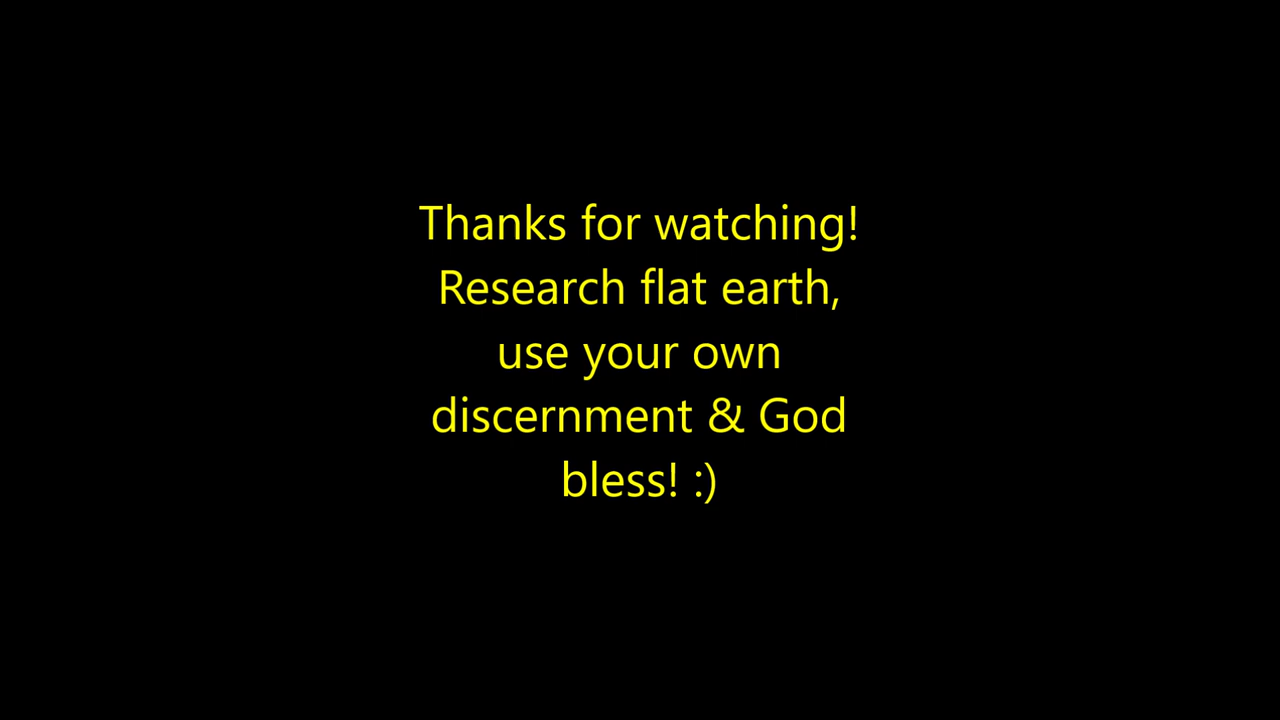 Thanks for watching!
Research flat earth,
use your own
discernment & God
bless! :)